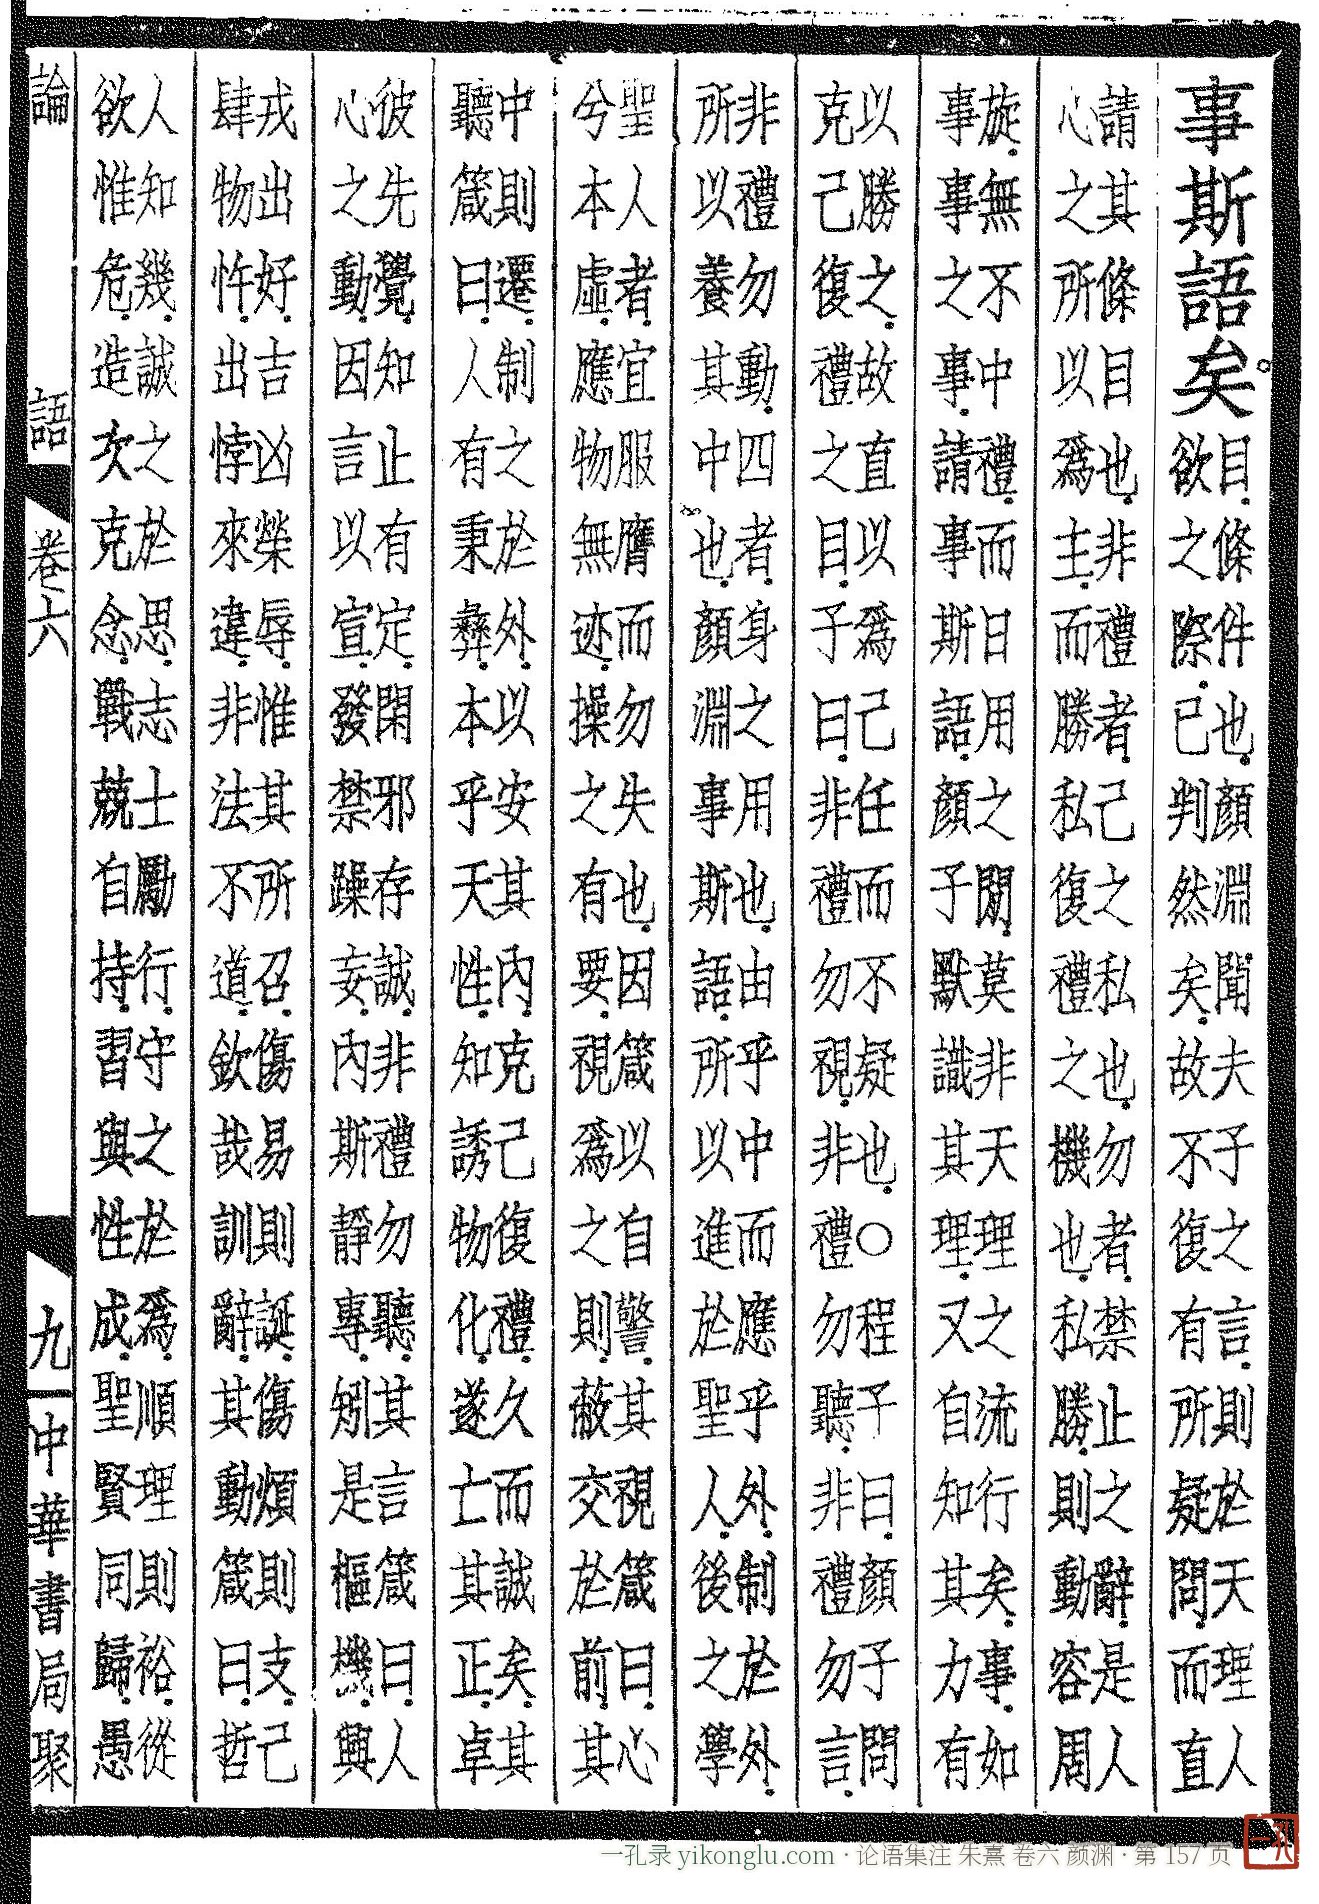 事斯語矣。目條件也顏淵聞夫子之言則於天理人
欲之際已判然矣故不復有所疑問而直
請其條目也非禮者己之私也勿者禁止之辭是人
心之所以爲主而勝私復禮之機也私勝則動容周
旋無不中禮而日用之閒莫非天理之流行矣事如
事事之事請事斯語顏子默識其理又自知其力有
以勝之故直以爲己任而不疑也○程子曰顏子問
克己復禮之目子曰非禮勿視非禮勿聽非禮勿言
非禮勿動四者身之用也由乎中而應乎外制於外
所以養其中也顏淵事斯語所以進於聖人後之學
聖人者宜服膺而勿失也因箴以自警其視箴曰心
兮本虛應物無迹操之有要視爲之則蔽交於前其
中則遷制之於外以安其內克己復禮久而誠矣其
聽箴曰人有秉彝本乎天性知誘物化遂亡其正卓
彼先覺知止有定閑邪存誠非禮勿聽其言箴曰人
心之動因言以宣發禁躁妄內斯靜專矧是樞機興
戎出好吉凶榮辱惟其所召傷易則誕傷煩則支己
肆物忤出悖來違非法不道欽哉訓辭其動箴曰哲
人知幾誠之於思志士勵行守之於爲順理則裕從
欲惟危造次克念戰兢自持習與性成聖賢同歸愚
論語 卷六 九 中華書局聚
一孔录 yikonglu.com · 论语集注 朱熹 卷六 颜渊 · 第 157 页